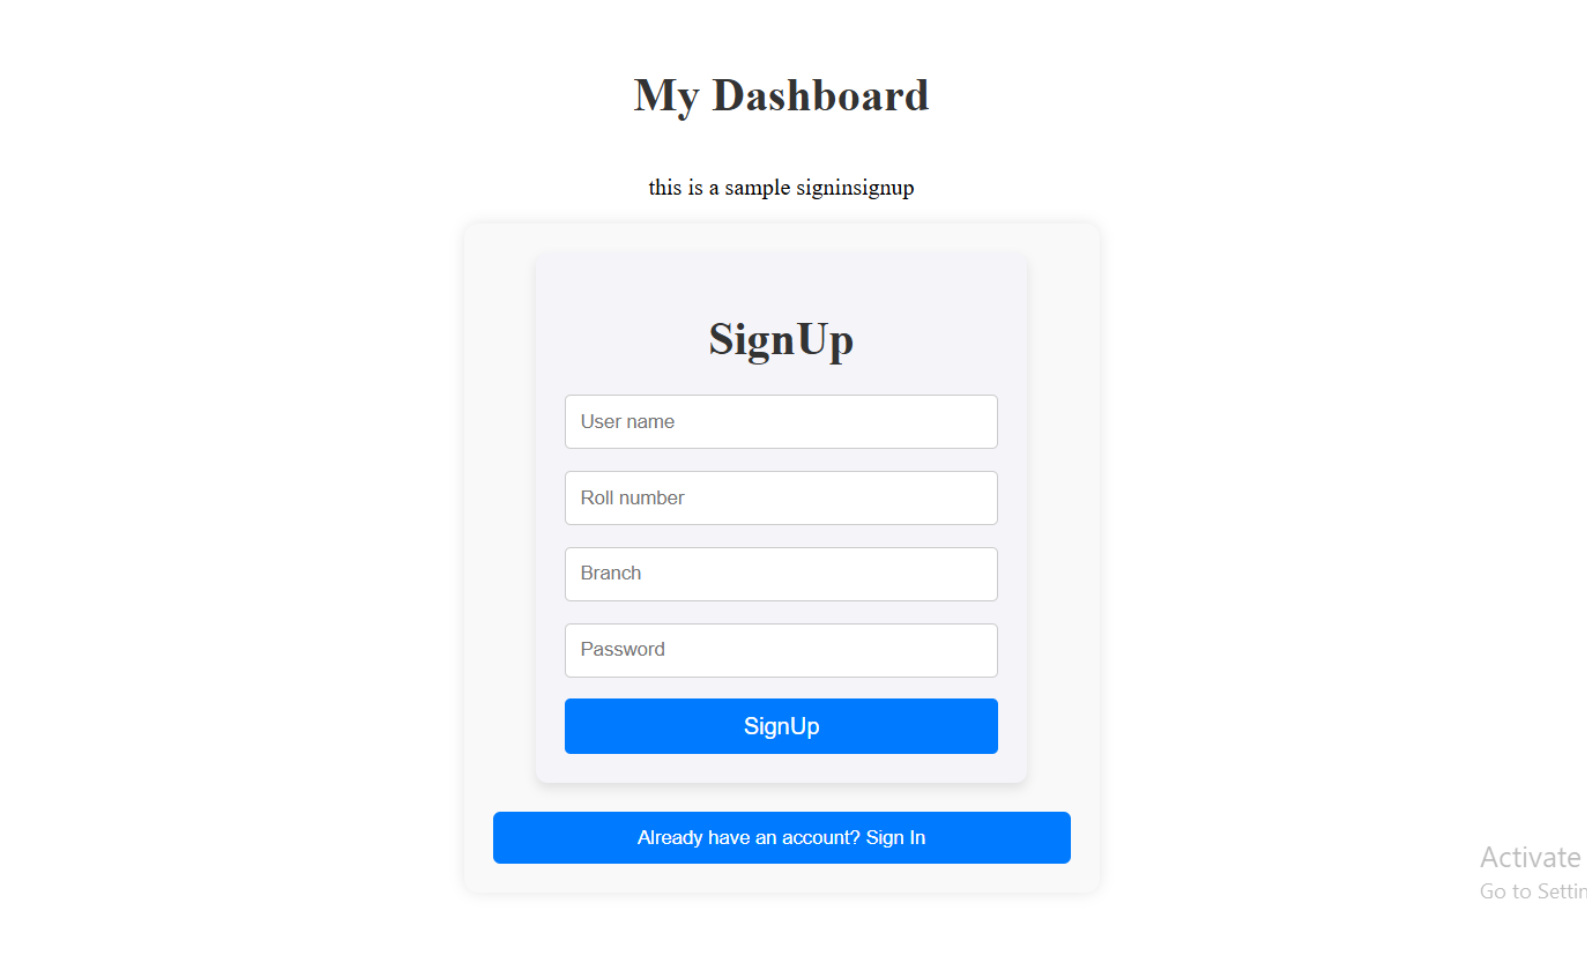 My Dashboard
this is a sample signinsignup
SignUp
User name
Roll number
Branch
Password
SignUp
Already have an account? Sign In
Activate
Go to Settin